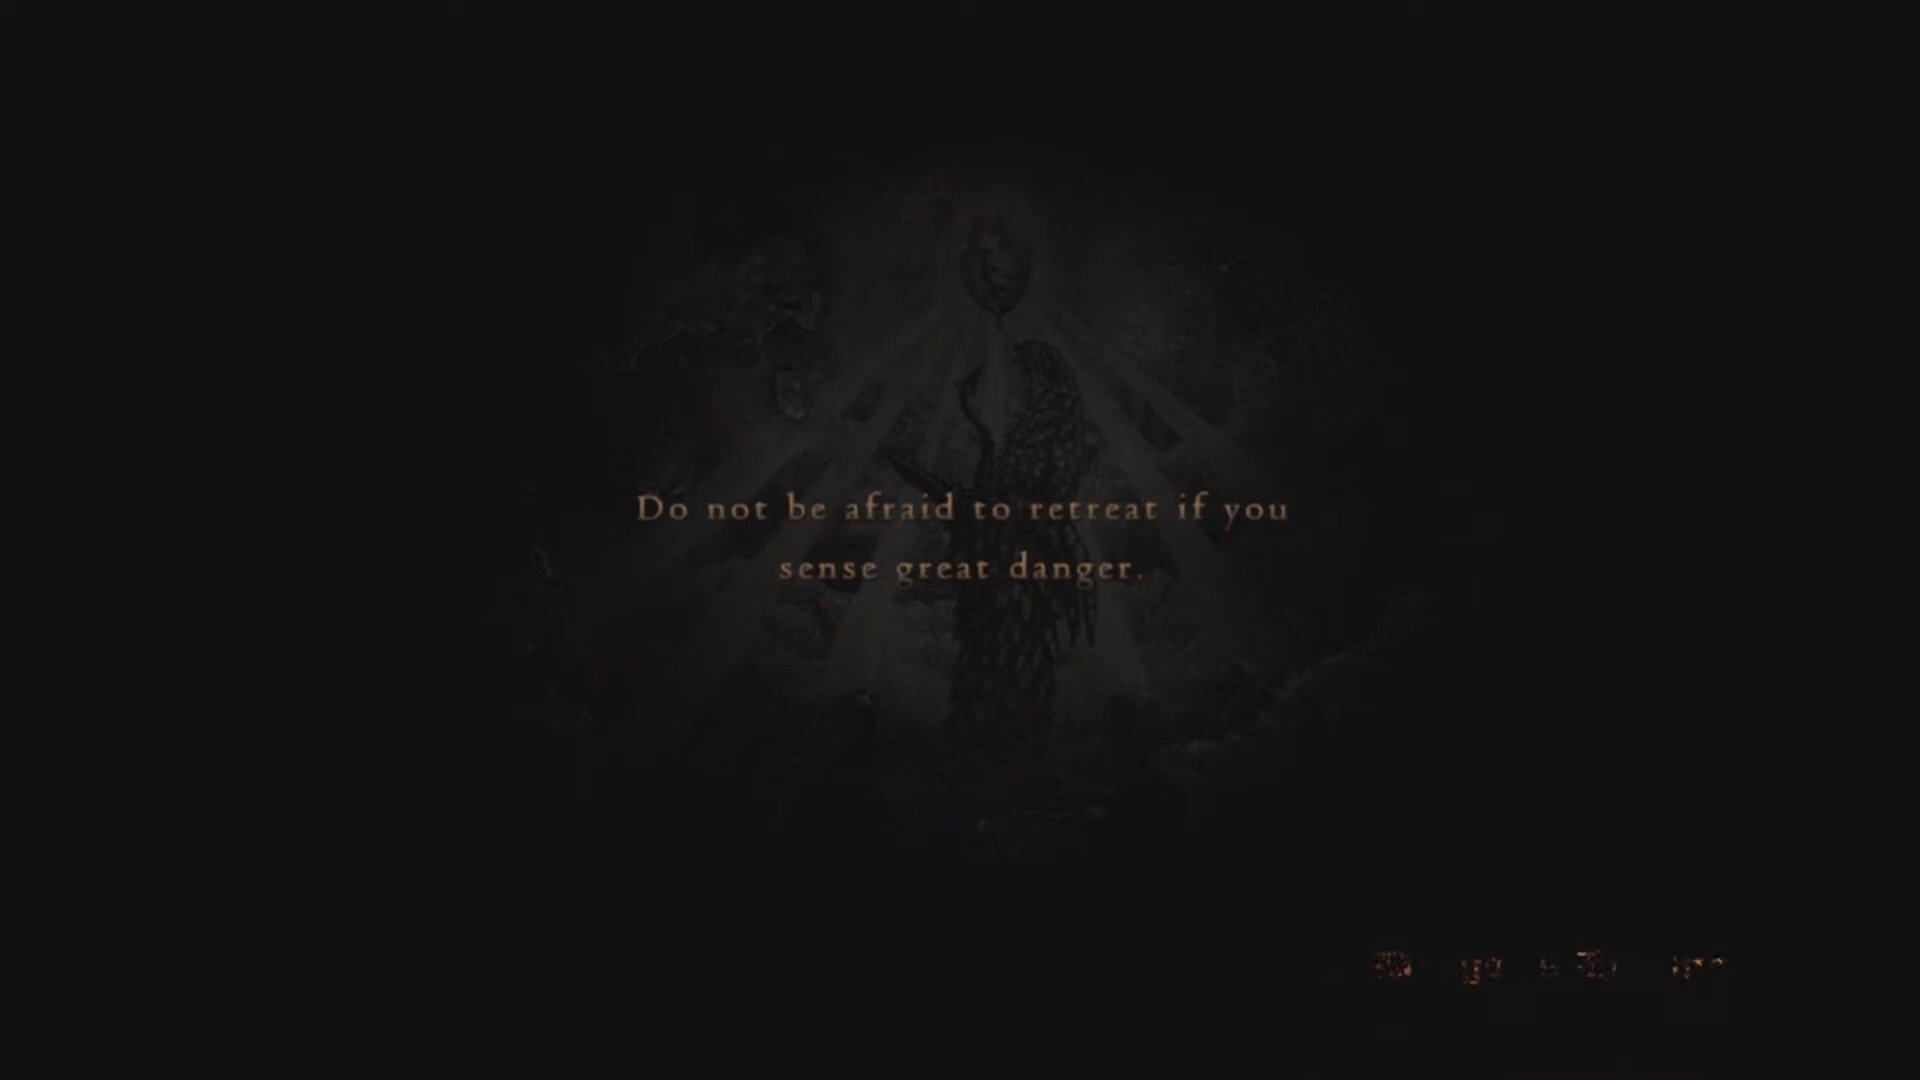 Do not be afraid to retreat if you
sense great danger.